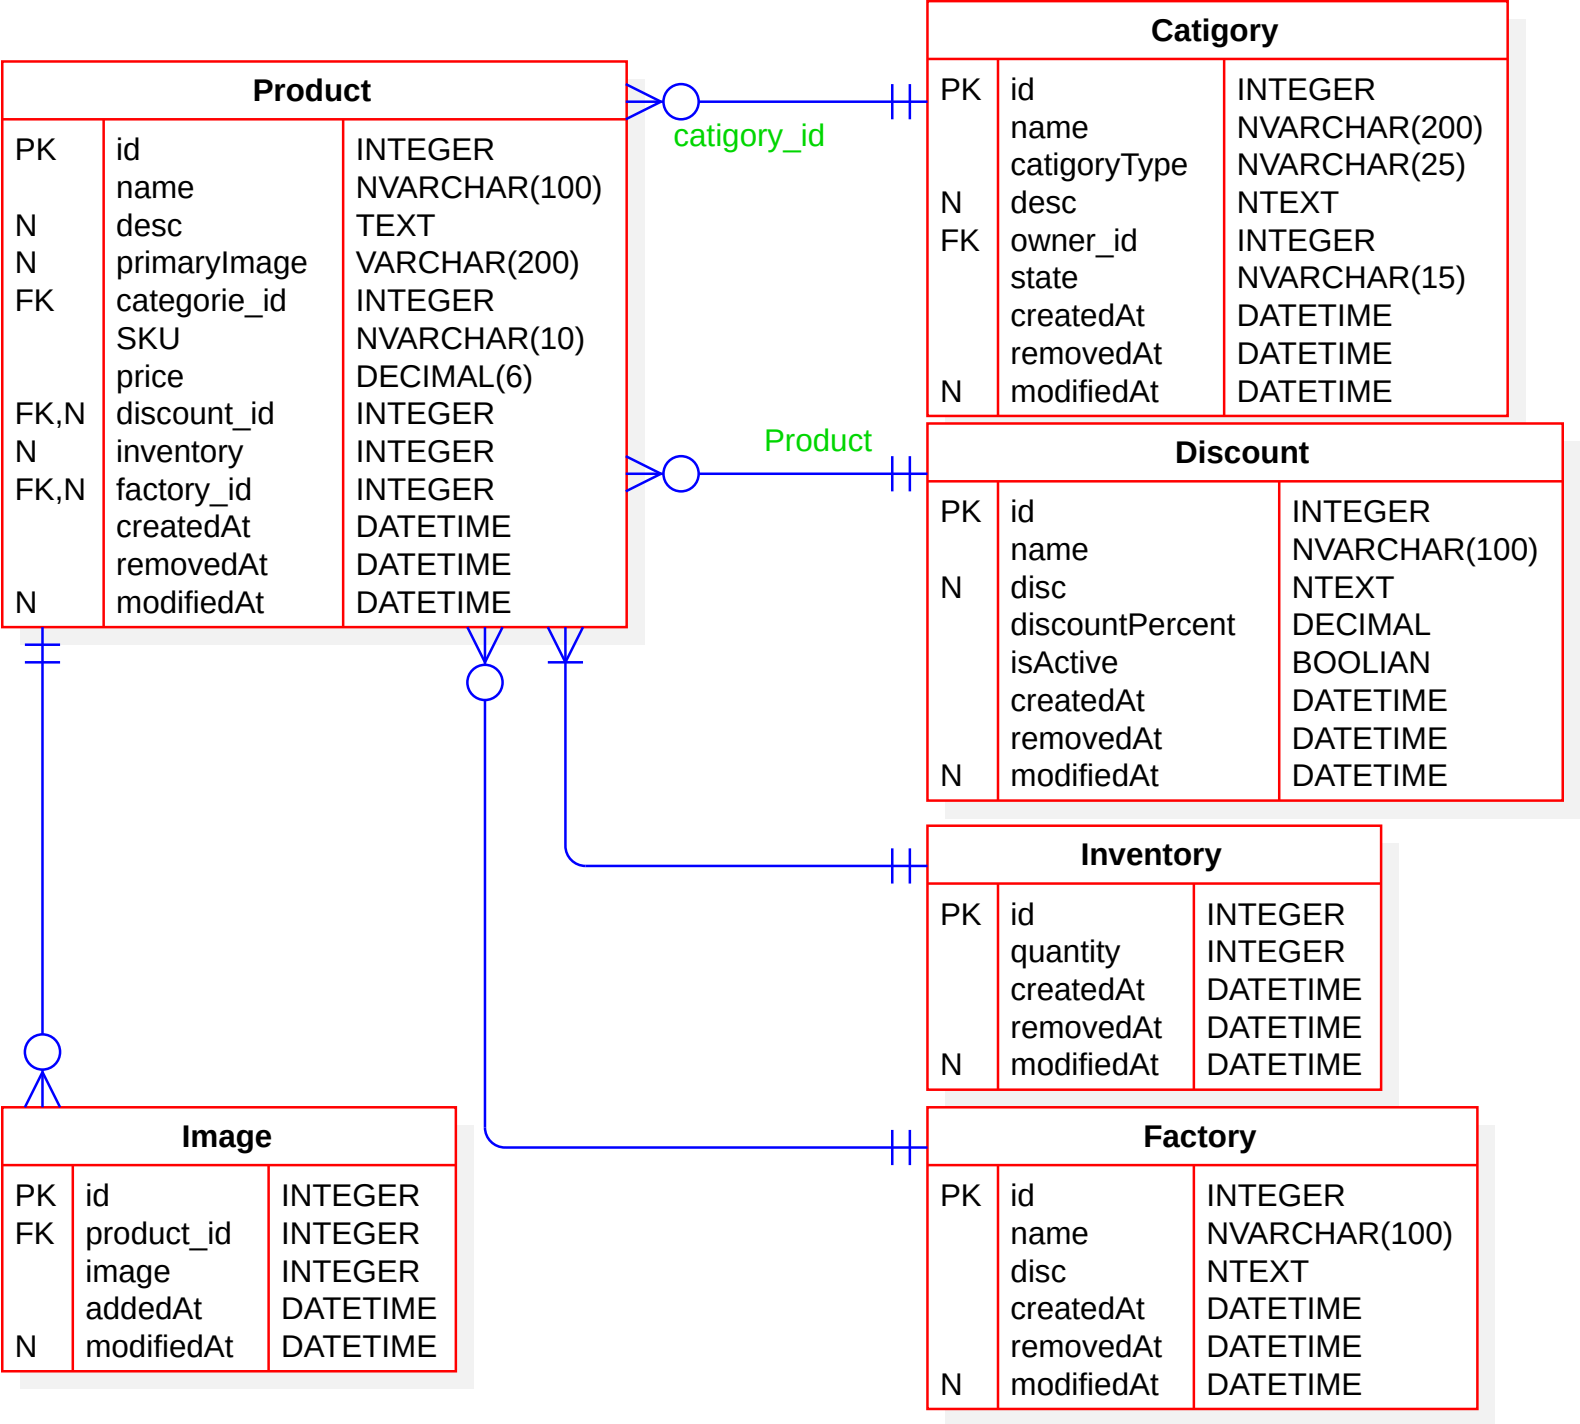 Product
PK id INTEGER
name NVARCHAR(100)
N desc TEXT
N primaryImage VARCHAR(200)
FK categorie_id INTEGER
SKU NVARCHAR(10)
price DECIMAL(6)
FK,N discount_id INTEGER
N inventory INTEGER
FK,N factory_id INTEGER
createdAt DATETIME
removedAt DATETIME
N modifiedAt DATETIME
catigory_id
Catigory
PK id INTEGER
name NVARCHAR(200)
catigoryType NVARCHAR(25)
N desc NTEXT
FK owner_id INTEGER
state NVARCHAR(15)
createdAt DATETIME
removedAt DATETIME
N modifiedAt DATETIME
Product
Discount
PK id INTEGER
name NVARCHAR(100)
N disc NTEXT
discountPercent DECIMAL
isActive BOOLIAN
createdAt DATETIME
removedAt DATETIME
N modifiedAt DATETIME
Inventory
PK id INTEGER
quantity INTEGER
createdAt DATETIME
removedAt DATETIME
N modifiedAt DATETIME
Image
PK id INTEGER
FK product_id INTEGER
image INTEGER
addedAt DATETIME
N modifiedAt DATETIME
Factory
PK id INTEGER
name NVARCHAR(100)
disc NTEXT
createdAt DATETIME
removedAt DATETIME
N modifiedAt DATETIME